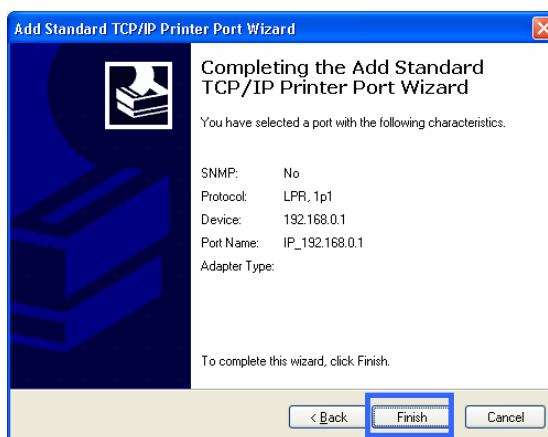 Add Standard TCP/IP Printer Port Wizard
Completing the Add Standard
TCP/IP Printer Port Wizard
You have selected a port with the following characteristics.
SNMP: No
Protocol: LPR, 1p1
Device: 192.168.0.1
Port Name: IP_192.168.0.1
Adapter Type:
To complete this wizard, click Finish.
< Back Finish Cancel